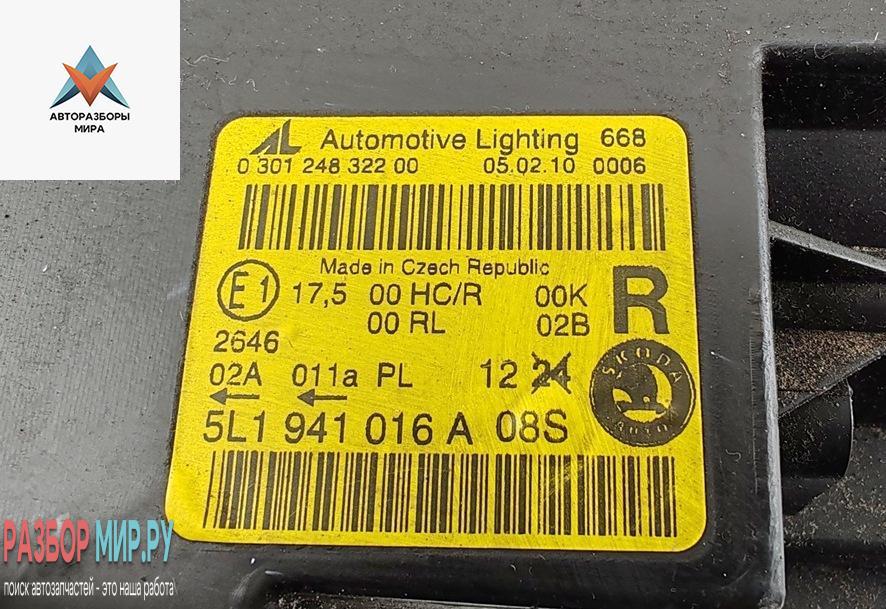 АВТОРАЗБОРЫ
МИРА
AL Automotive Lighting 668
0 301 248 322 00 05.02.10 0006
Made in Czech Republic
E1 17,5 00 HC/R 00K R
00 RL 02B
2646
02A 011a PL 12 24
SKODA
AUTO
5L1 941 016 A 08S
РАЗБОР МИР.РУ
поиск автозапчастей - это наша работа